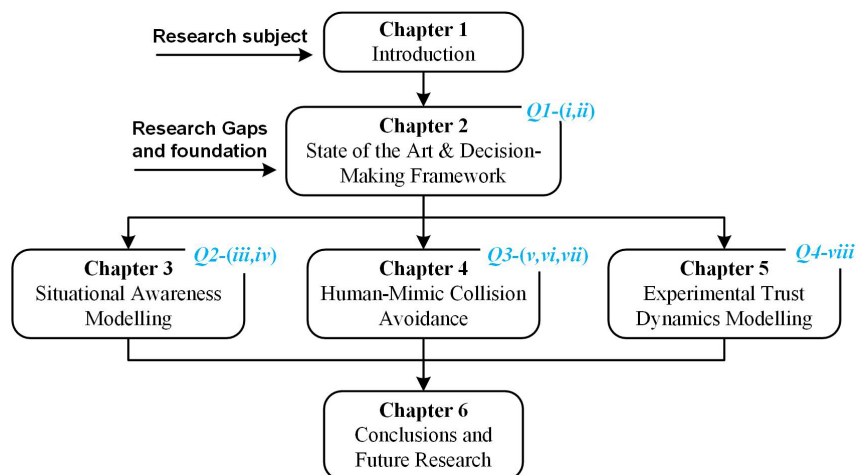 Research subject
Chapter 1
Introduction
Q1-(i,ii)
Research Gaps
and foundation
Chapter 2
State of the Art & Decision-
Making Framework
Q2-(iii,iv)
Chapter 3
Situational Awareness
Modelling
Q3-(v,vi,vii)
Chapter 4
Human-Mimic Collision
Avoidance
Q4-viii
Chapter 5
Experimental Trust
Dynamics Modelling
Chapter 6
Conclusions and
Future Research